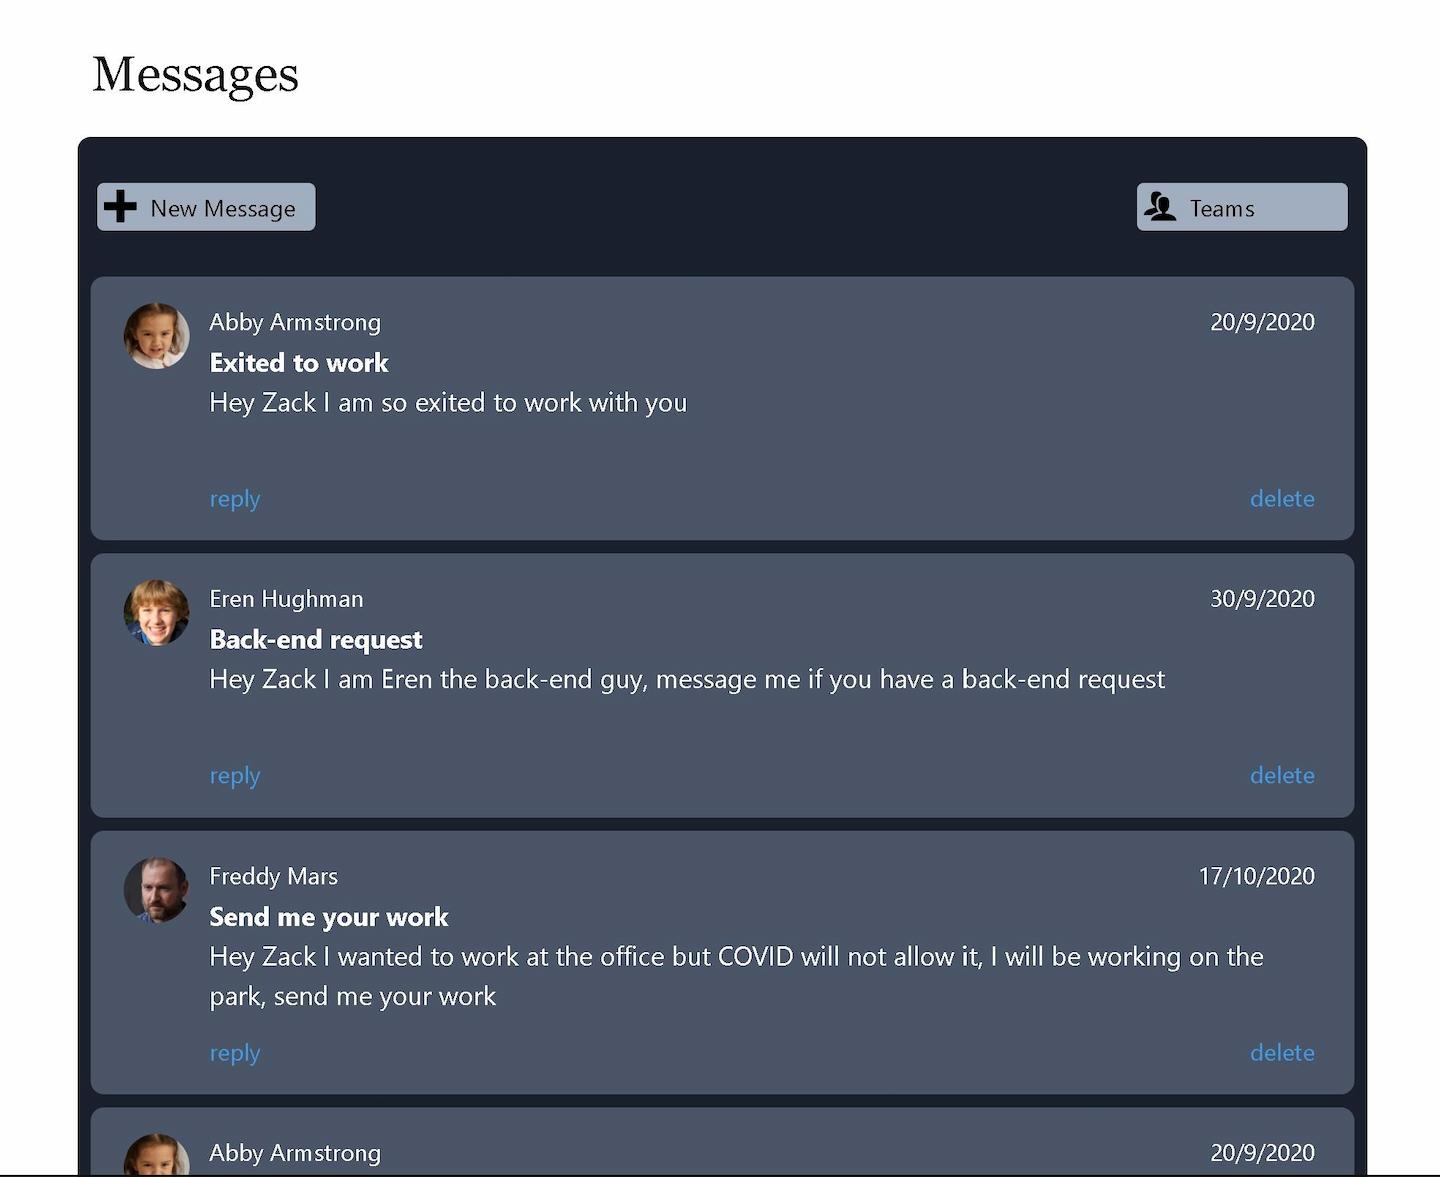 Messages
New Message
Teams
Abby Armstrong
20/9/2020
Exited to work
Hey Zack I am so exited to work with you
reply
delete
Eren Hughman
30/9/2020
Back-end request
Hey Zack I am Eren the back-end guy, message me if you have a back-end request
reply
delete
Freddy Mars
17/10/2020
Send me your work
Hey Zack I wanted to work at the office but COVID will not allow it, I will be working on the
park, send me your work
reply
delete
Abby Armstrong
20/9/2020